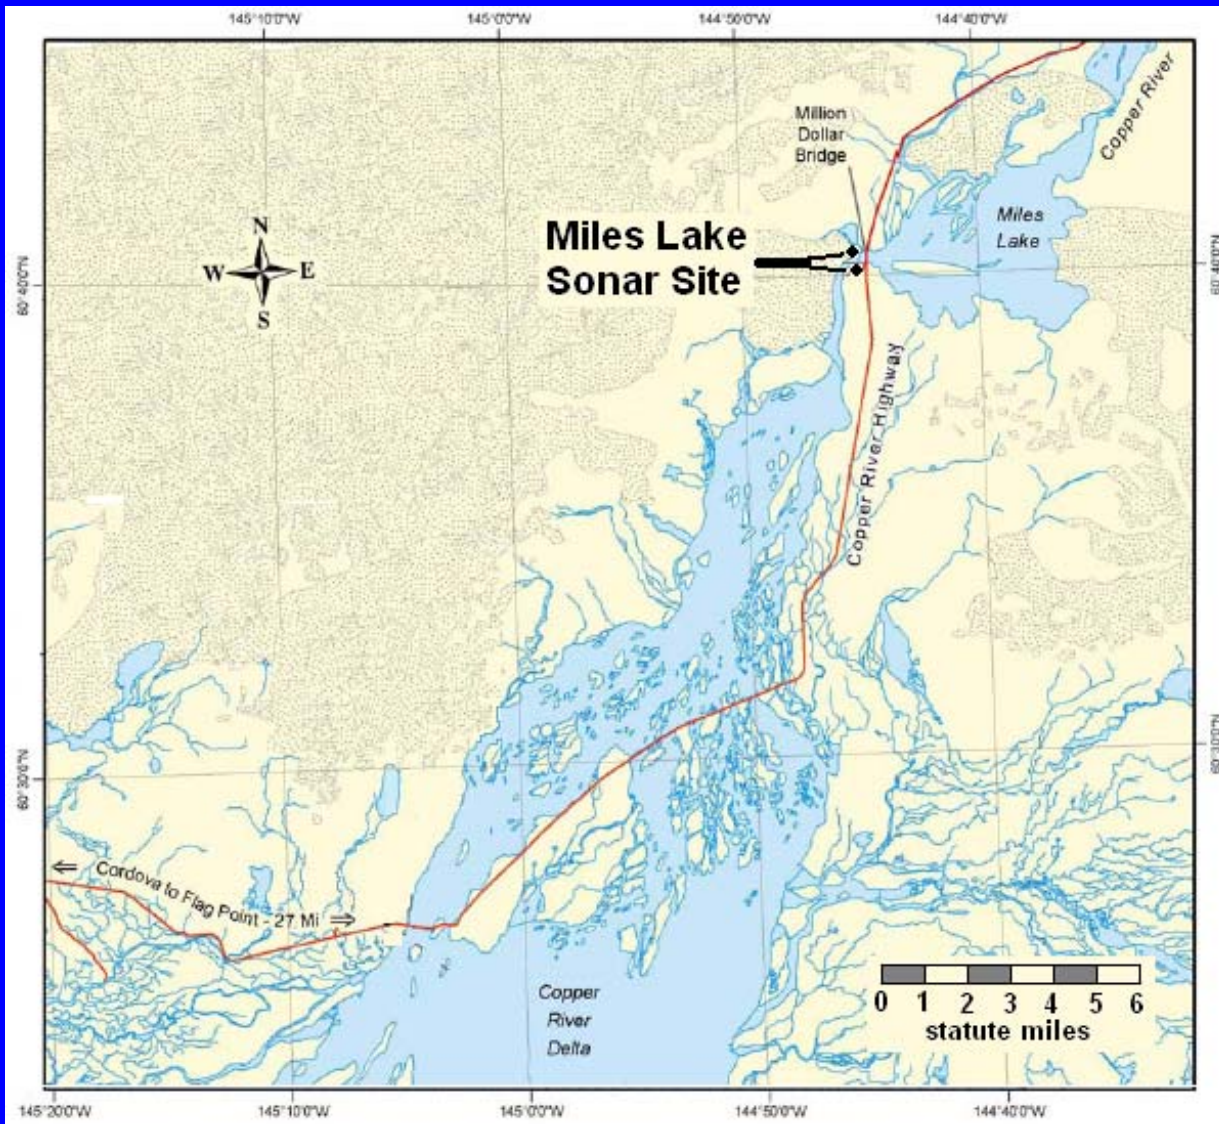 145°10'0"W 145°0'0"W 144°50'0"W 144°40'0"W
Copper River
Million
Dollar
Bridge
Miles
Lake
Miles Lake
Sonar Site
N
W E
S
60°40'0"N
60°40'0"N
Copper River Highway
60°30'0"N
60°30'0"N
Cordova to Flag Point - 27 Mi
Copper
River
Delta
0 1 2 3 4 5 6
statute miles
145°20'0"W 145°10'0"W 145°0'0"W 144°50'0"W 144°40'0"W